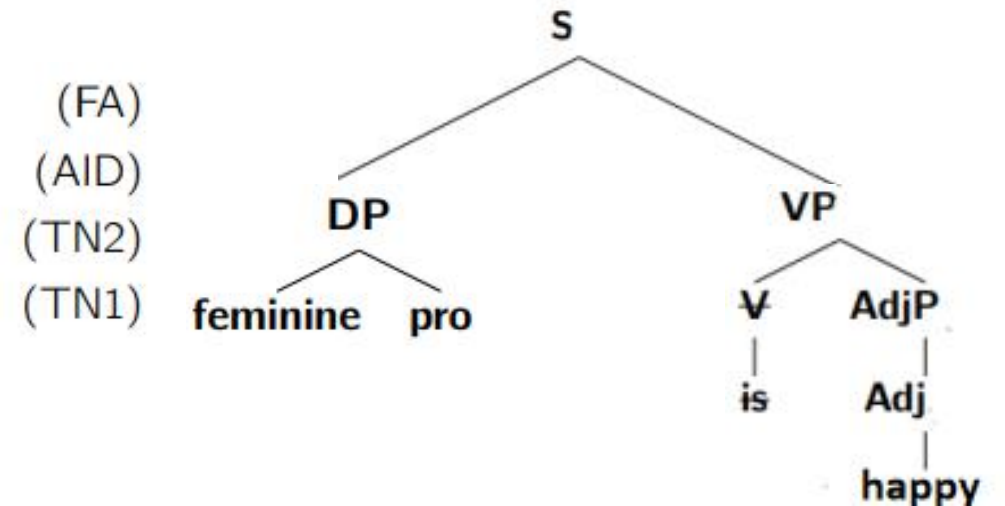 S
(FA)
(AID)
DP VP
(TN2)
(TN1) feminine pro V AdjP
is Adj
happy